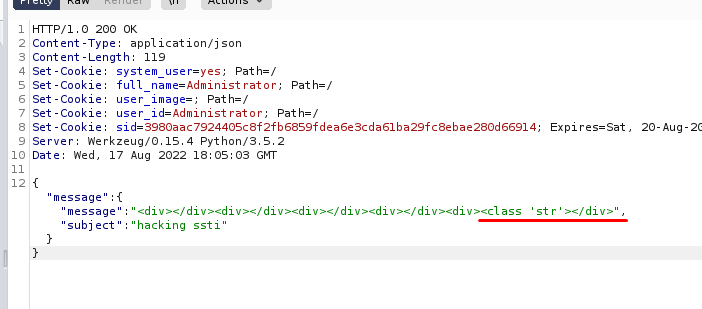 Pretty Raw Render \n Actions
1 HTTP/1.0 200 OK
2 Content-Type: application/json
3 Content-Length: 119
4 Set-Cookie: system_user=yes; Path=/
5 Set-Cookie: full_name=Administrator; Path=/
6 Set-Cookie: user_image=; Path=/
7 Set-Cookie: user_id=Administrator; Path=/
8 Set-Cookie: sid=3980aac7924405c8f2fb6859fdea6e3cda61ba29fc8ebae280d66914; Expires=Sat, 20-Aug-20
9 Server: Werkzeug/0.15.4 Python/3.5.2
10 Date: Wed, 17 Aug 2022 18:05:03 GMT
11
12 {
"message":{
"message":"<div></div><div></div><div></div><div></div><div><class 'str'></div>",
"subject":"hacking ssti"
}
}